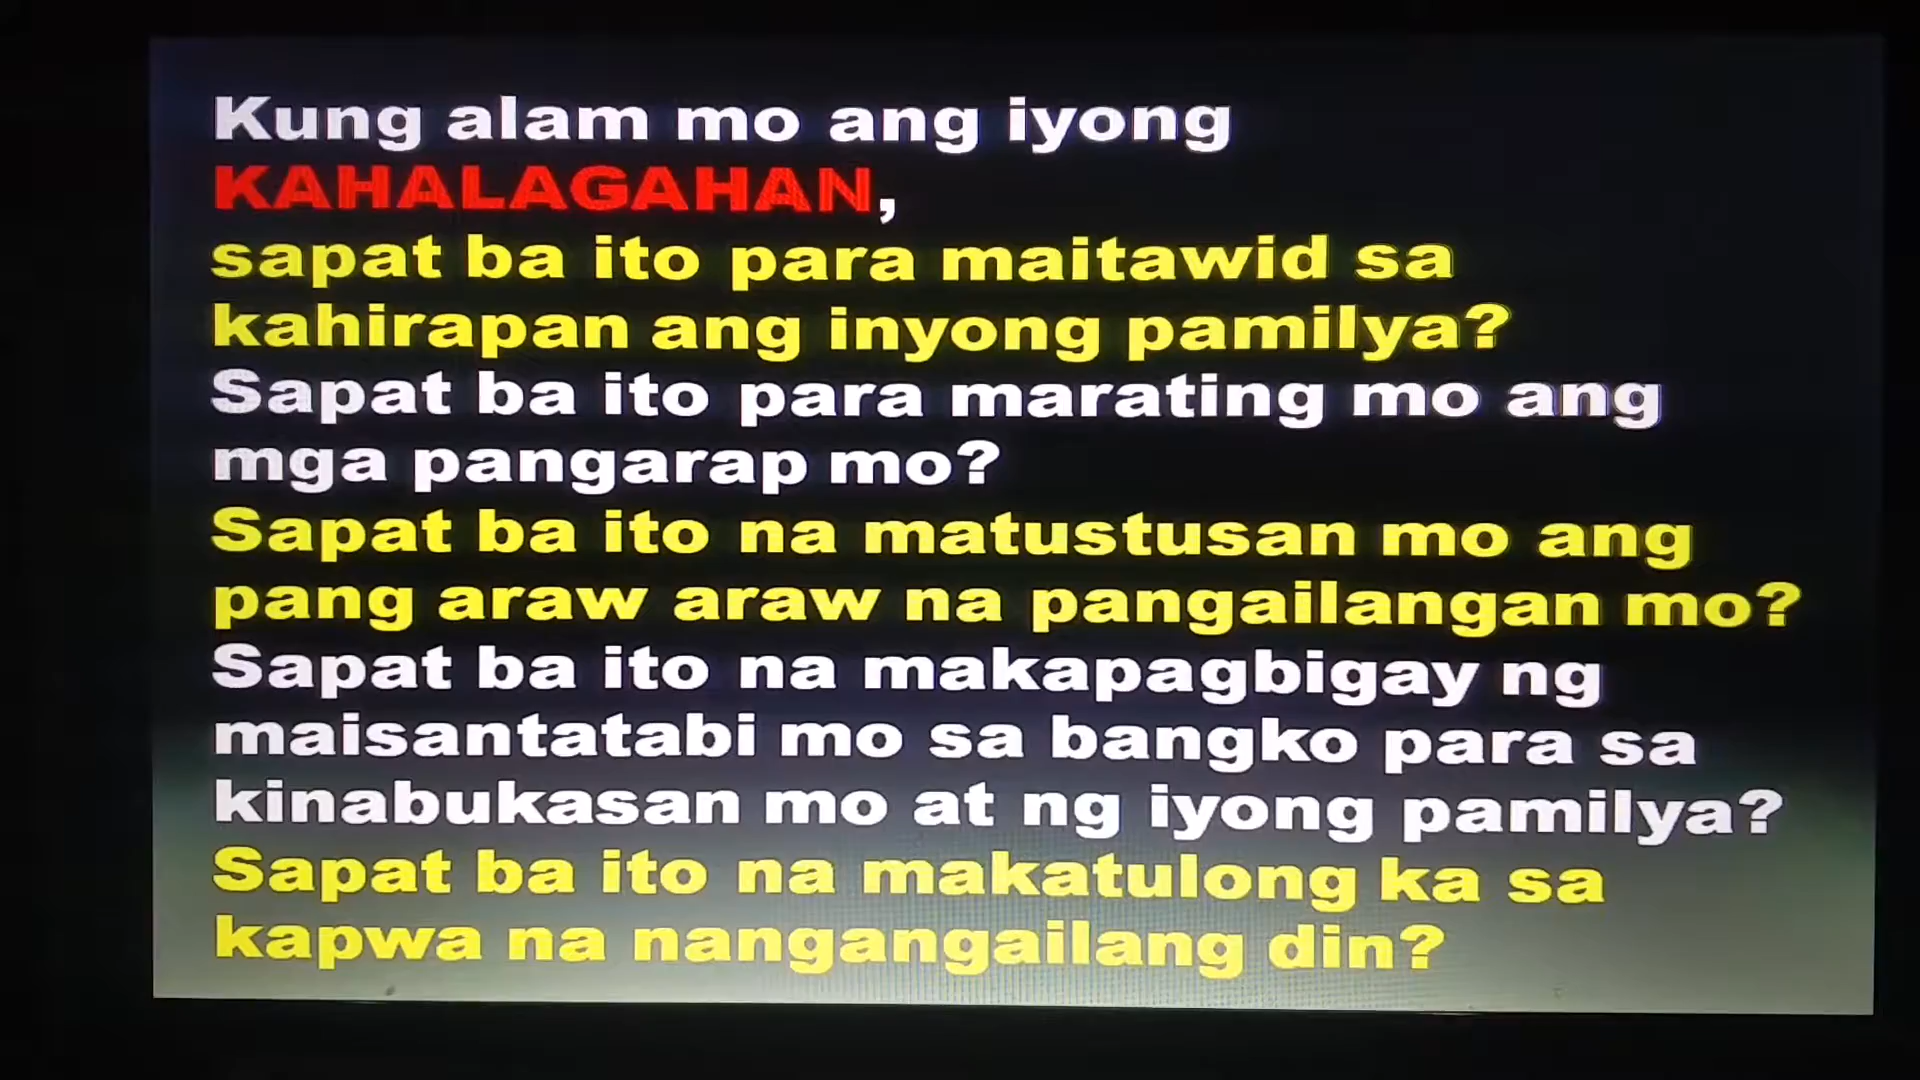 Kung alam mo ang iyong
KAHALAGAHAN,
sapat ba ito para maitawid sa
kahirapan ang inyong pamilya?
Sapat ba ito para marating mo ang
mga pangarap mo?
Sapat ba ito na matustusan mo ang
pang araw araw na pangailangan mo?
Sapat ba ito na makapagbigay ng
maisantatabi mo sa bangko para sa
kinabukasan mo at ng iyong pamilya?
Sapat ba ito na makatulong ka sa
kapwa na nangangailang din?